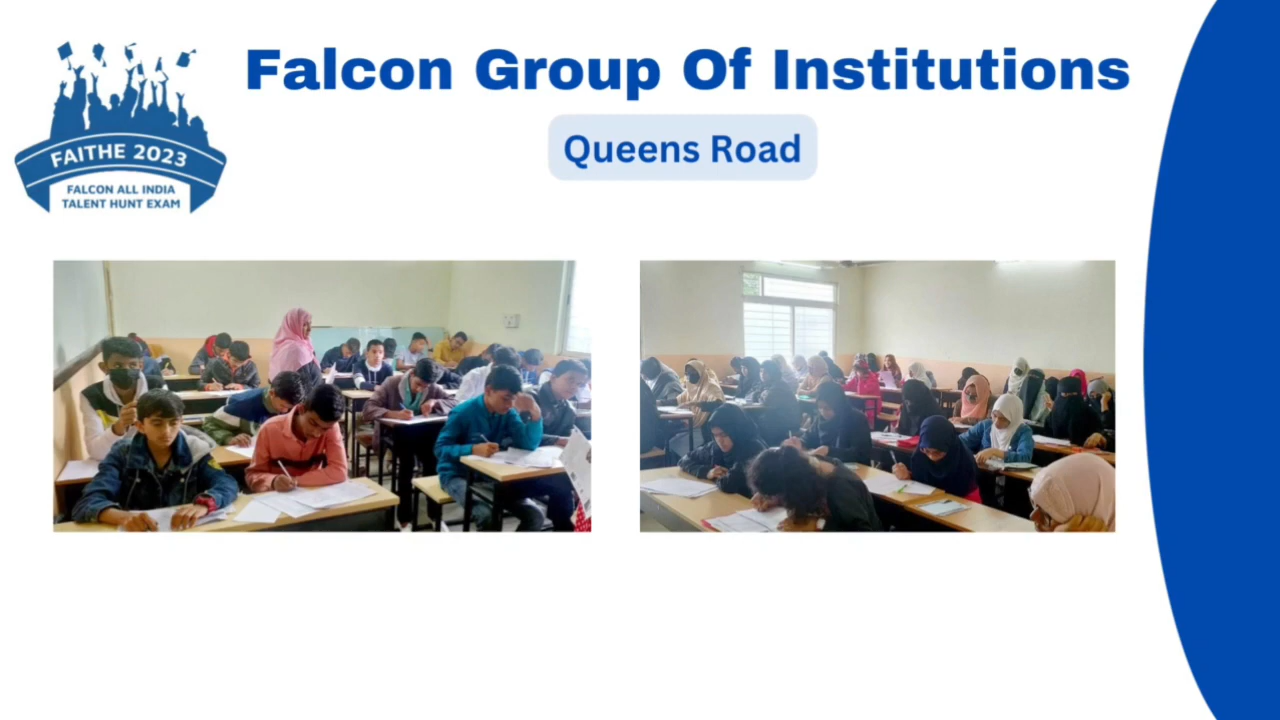 Falcon Group Of Institutions
Queens Road
FAITHE 2023
FALCON ALL INDIA
TALENT HUNT EXAM